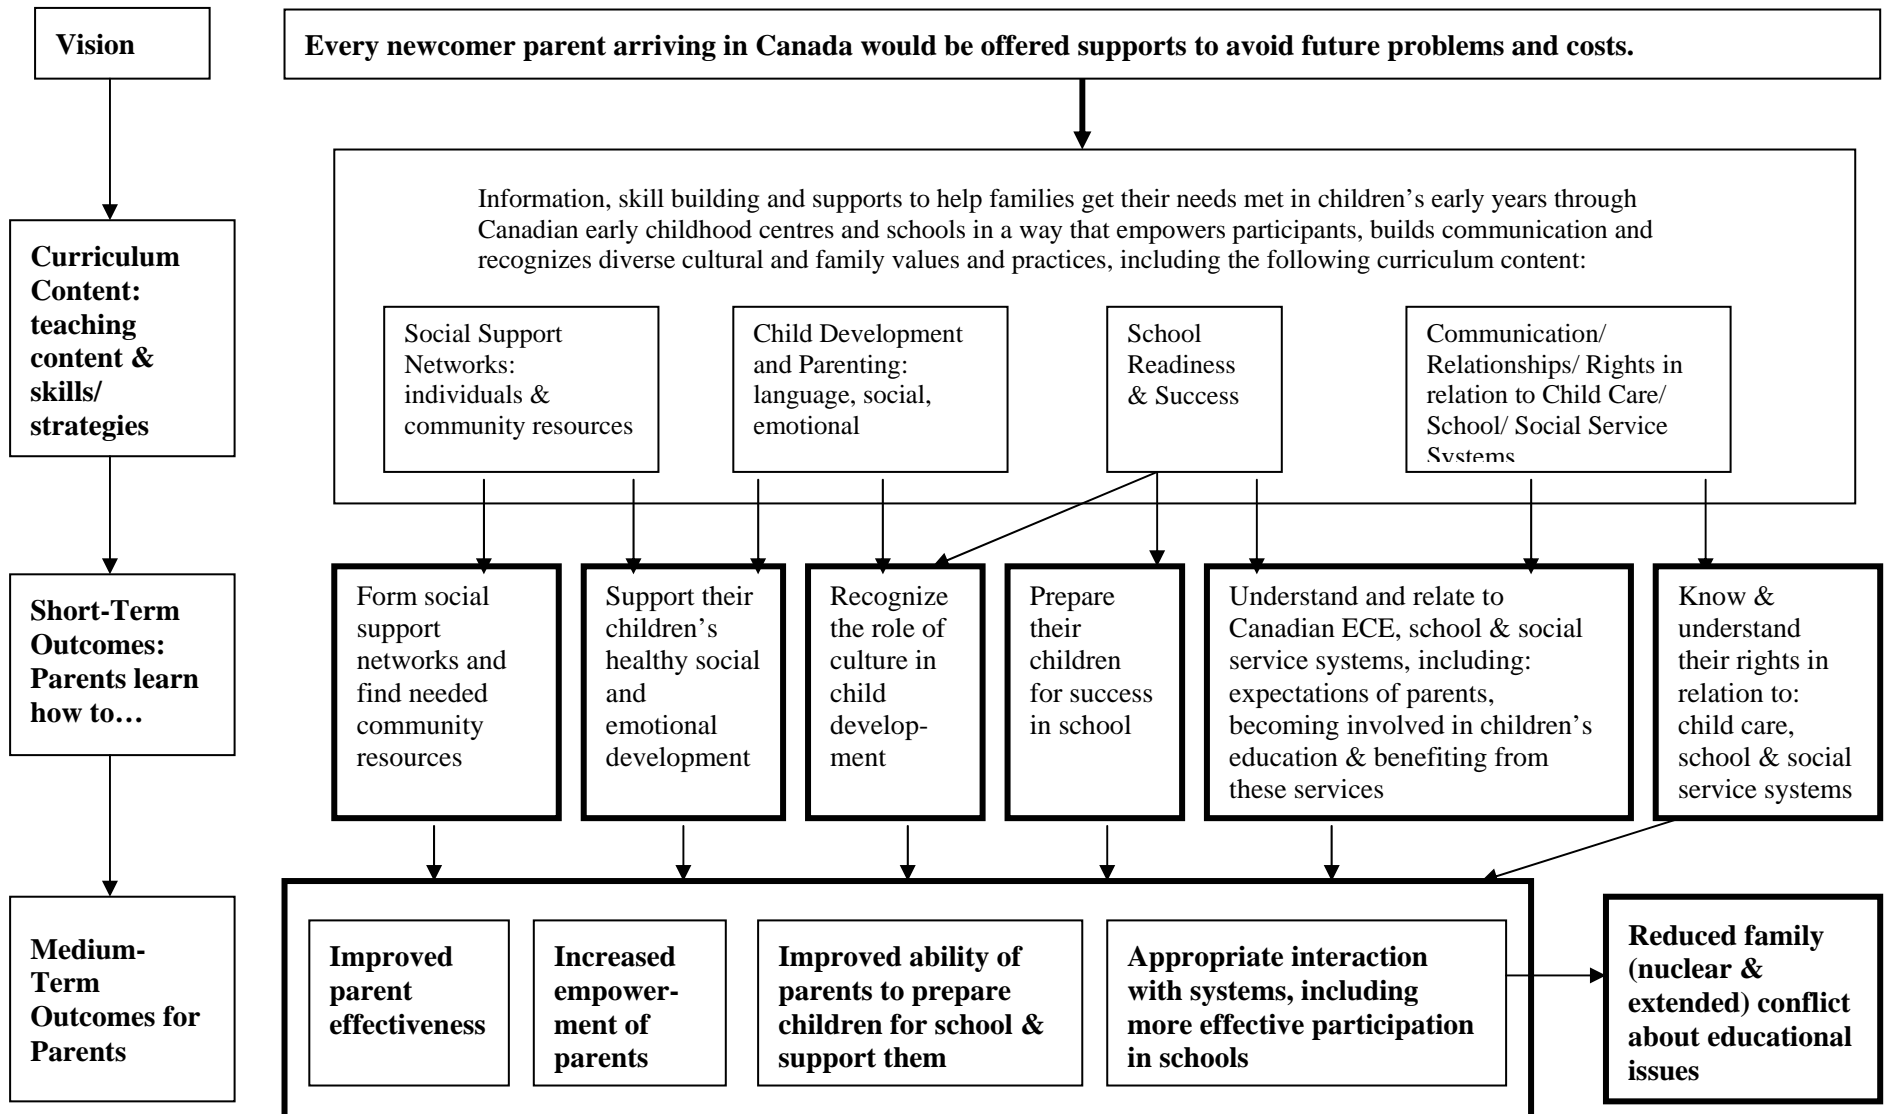 Vision
Every newcomer parent arriving in Canada would be offered supports to avoid future problems and costs.
Curriculum
Content:
teaching
content &
skills/
strategies
Information, skill building and supports to help families get their needs met in children’s early years through
Canadian early childhood centres and schools in a way that empowers participants, builds communication and
recognizes diverse cultural and family values and practices, including the following curriculum content:
Social Support
Networks:
individuals &
community resources
Child Development
and Parenting:
language, social,
emotional
School
Readiness
& Success
Communication/
Relationships/ Rights in
relation to Child Care/
School/ Social Service
Systems
Short-Term
Outcomes:
Parents learn
how to…
Form social
support
networks and
find needed
community
resources
Support their
children’s
healthy social
and
emotional
development
Recognize
the role of
culture in
child
develop-
ment
Prepare
their
children
for success
in school
Understand and relate to
Canadian ECE, school & social
service systems, including:
expectations of parents,
becoming involved in children’s
education & benefiting from
these services
Know &
understand
their rights in
relation to:
child care,
school & social
service systems
Medium-
Term
Outcomes for
Parents
Improved
parent
effectiveness
Increased
empower-
ment of
parents
Improved ability of
parents to prepare
children for school &
support them
Appropriate interaction
with systems, including
more effective participation
in schools
Reduced family
(nuclear &
extended) conflict
about educational
issues